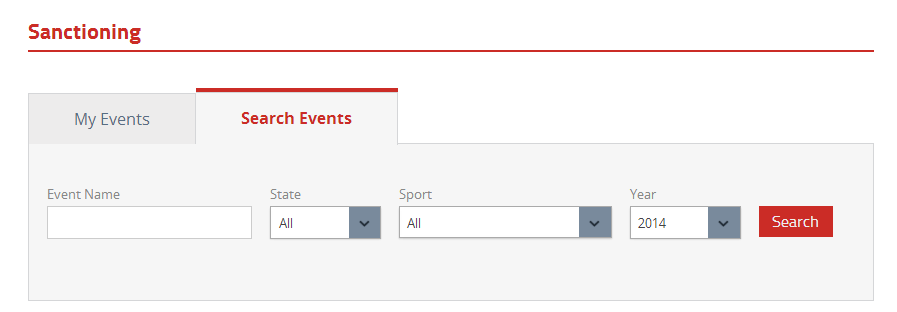 Sanctioning
My Events
Search Events
Event Name
State
Sport
Year
All
All
2014
Search